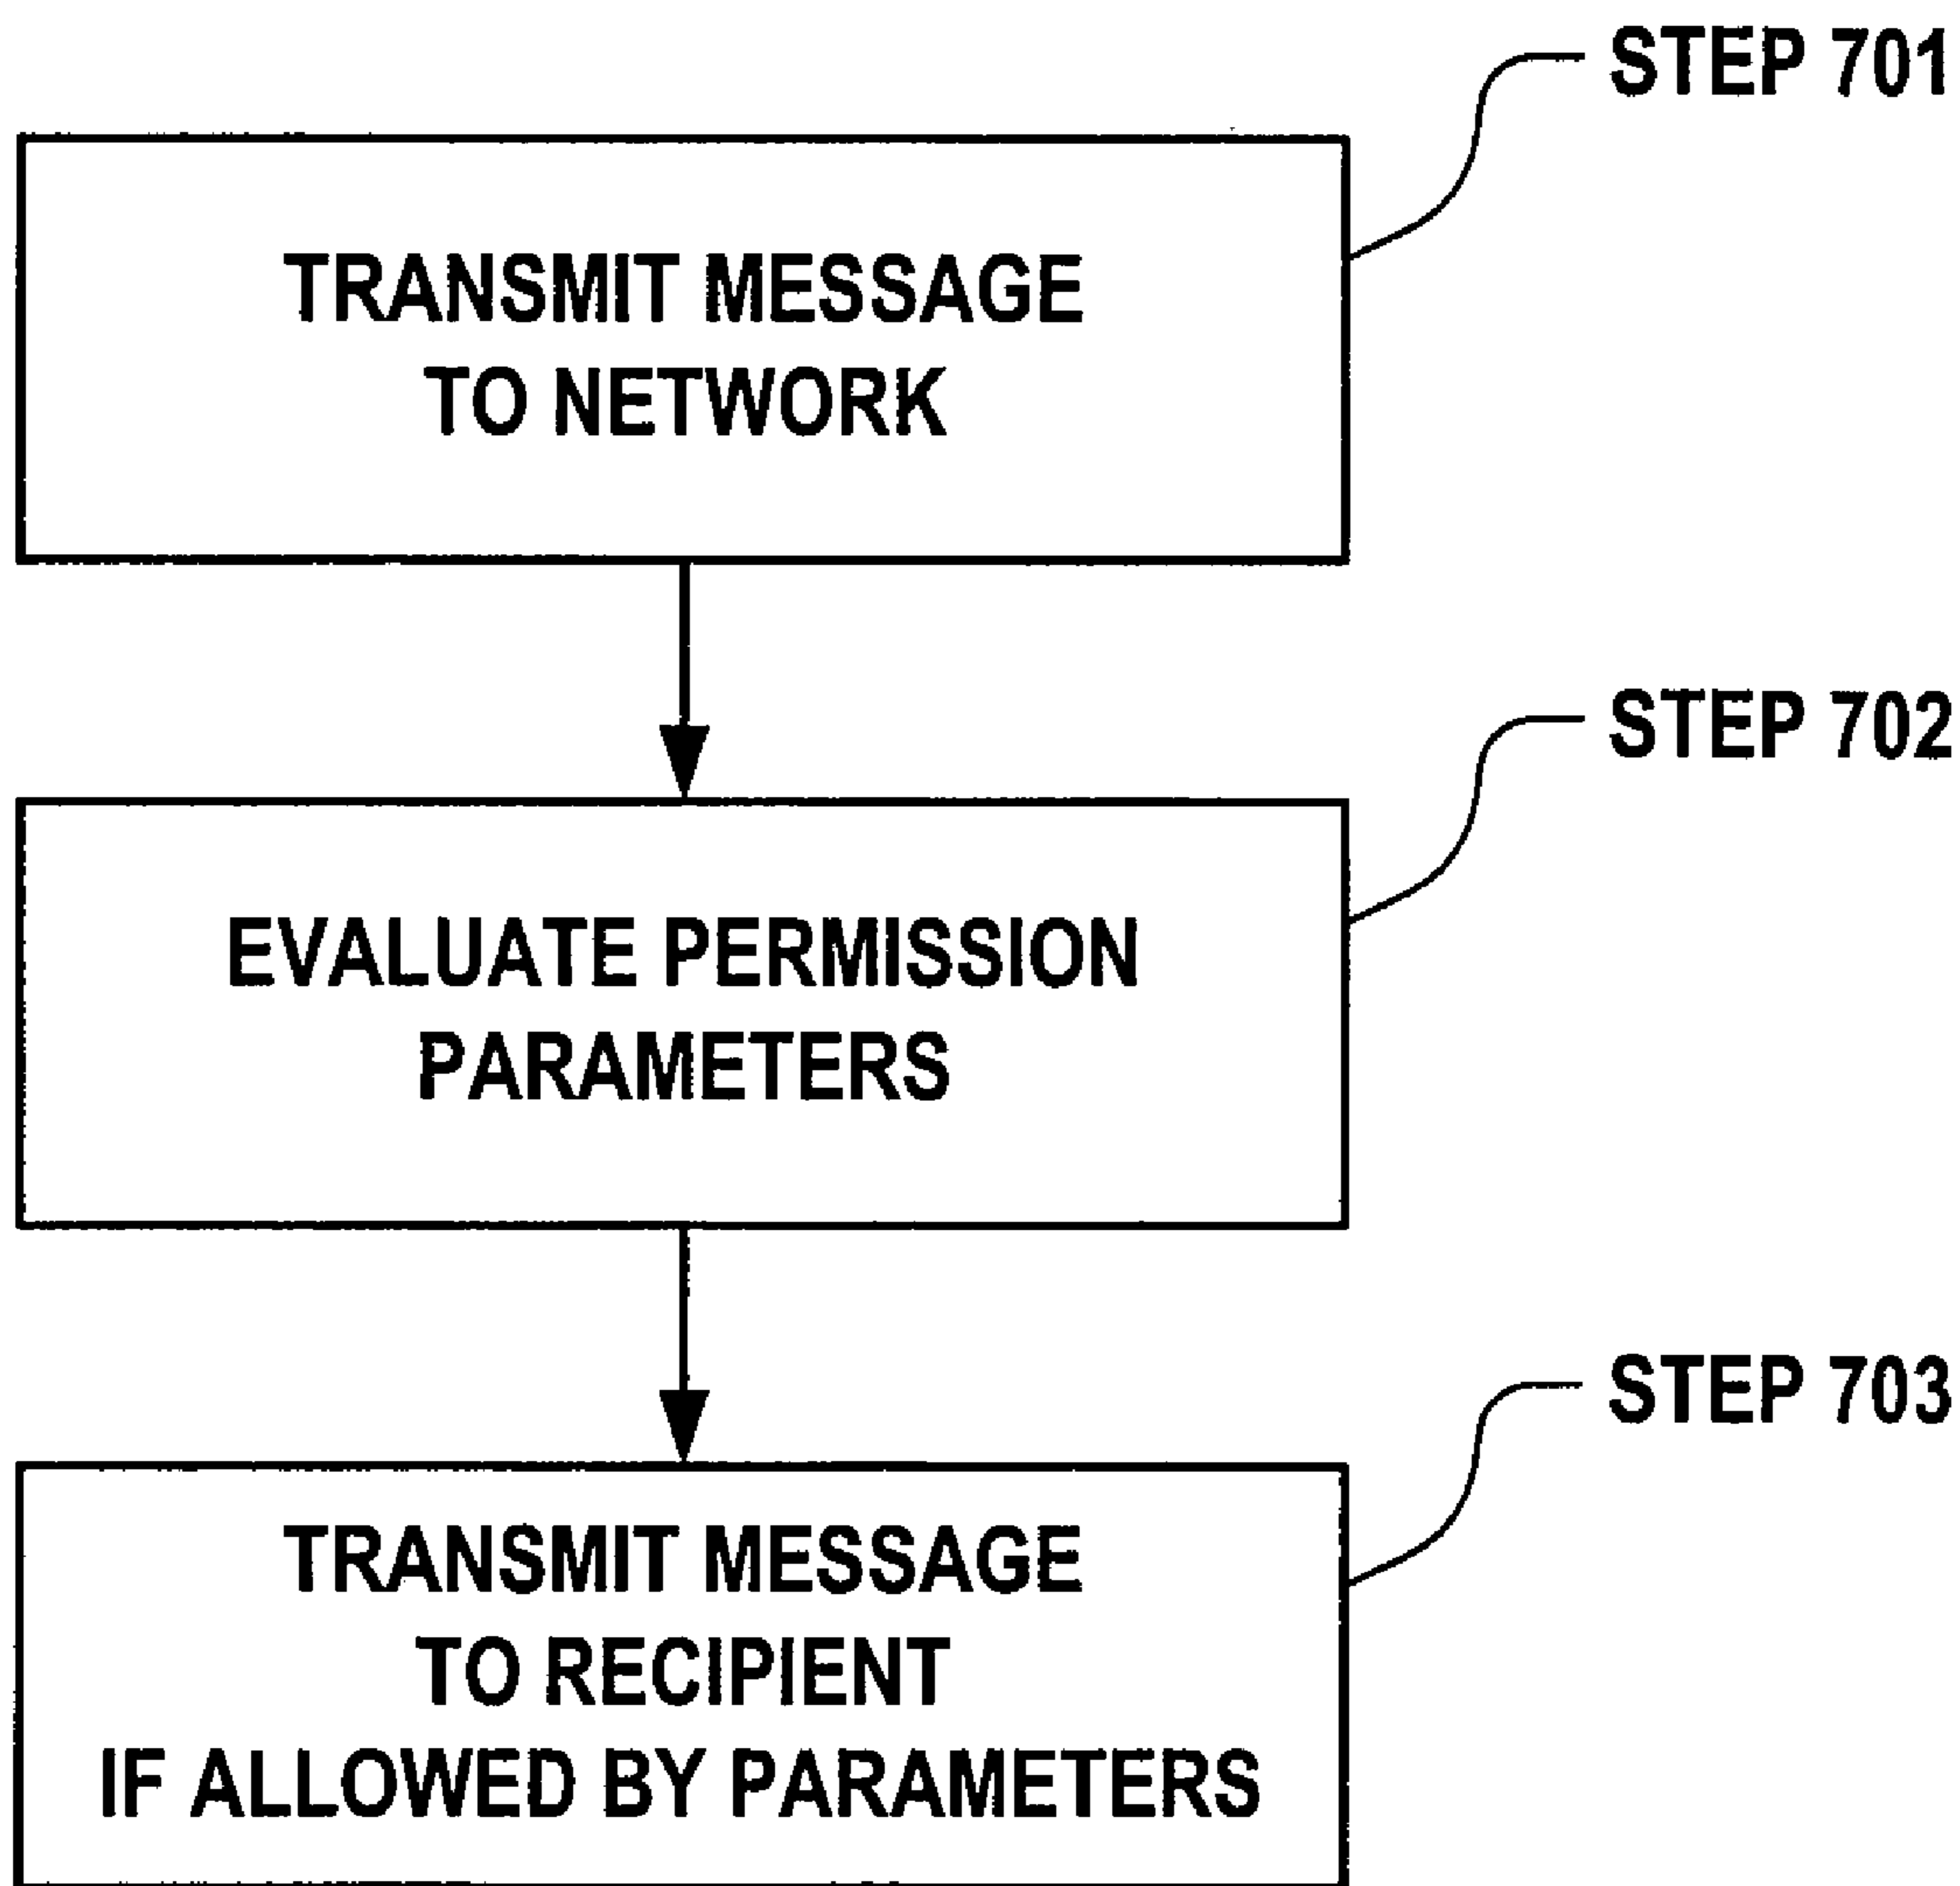 STEP 701
TRANSMIT MESSAGE
TO NETWORK
STEP 702
EVALUATE PERMISSION
PARAMETERS
STEP 703
TRANSMIT MESSAGE
TO RECIPIENT
IF ALLOWED BY PARAMETERS